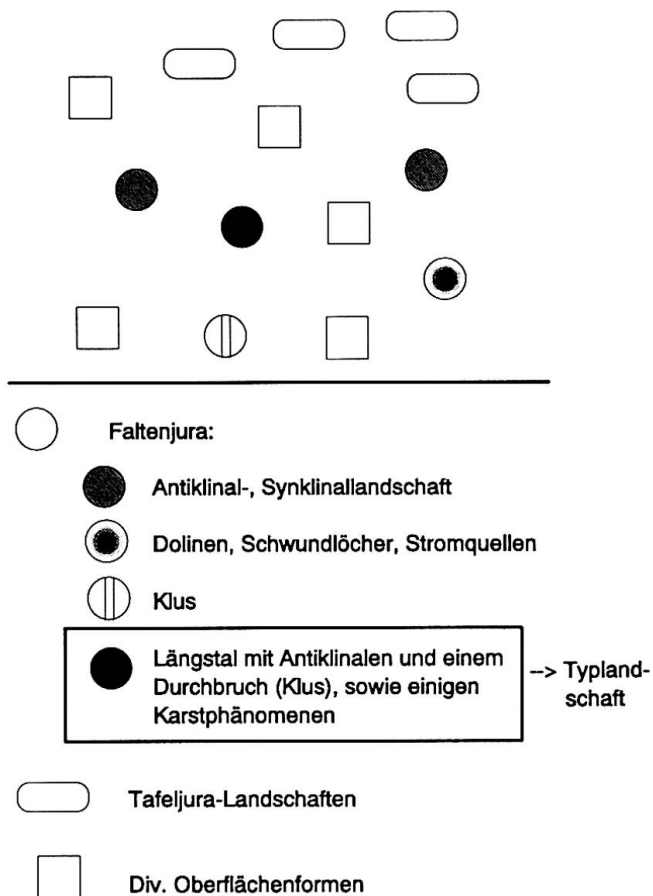 Faltenjura:
Antiklinal-, Synklinallandschaft
Dolinen, Schwundlöcher, Stromquellen
Klus
Längstal mit Antiklinalen und einem
Durchbruch (Klus), sowie einigen
Karstphänomenen
--> Typland-
schaft
Tafeljura-Landschaften
Div. Oberflächenformen